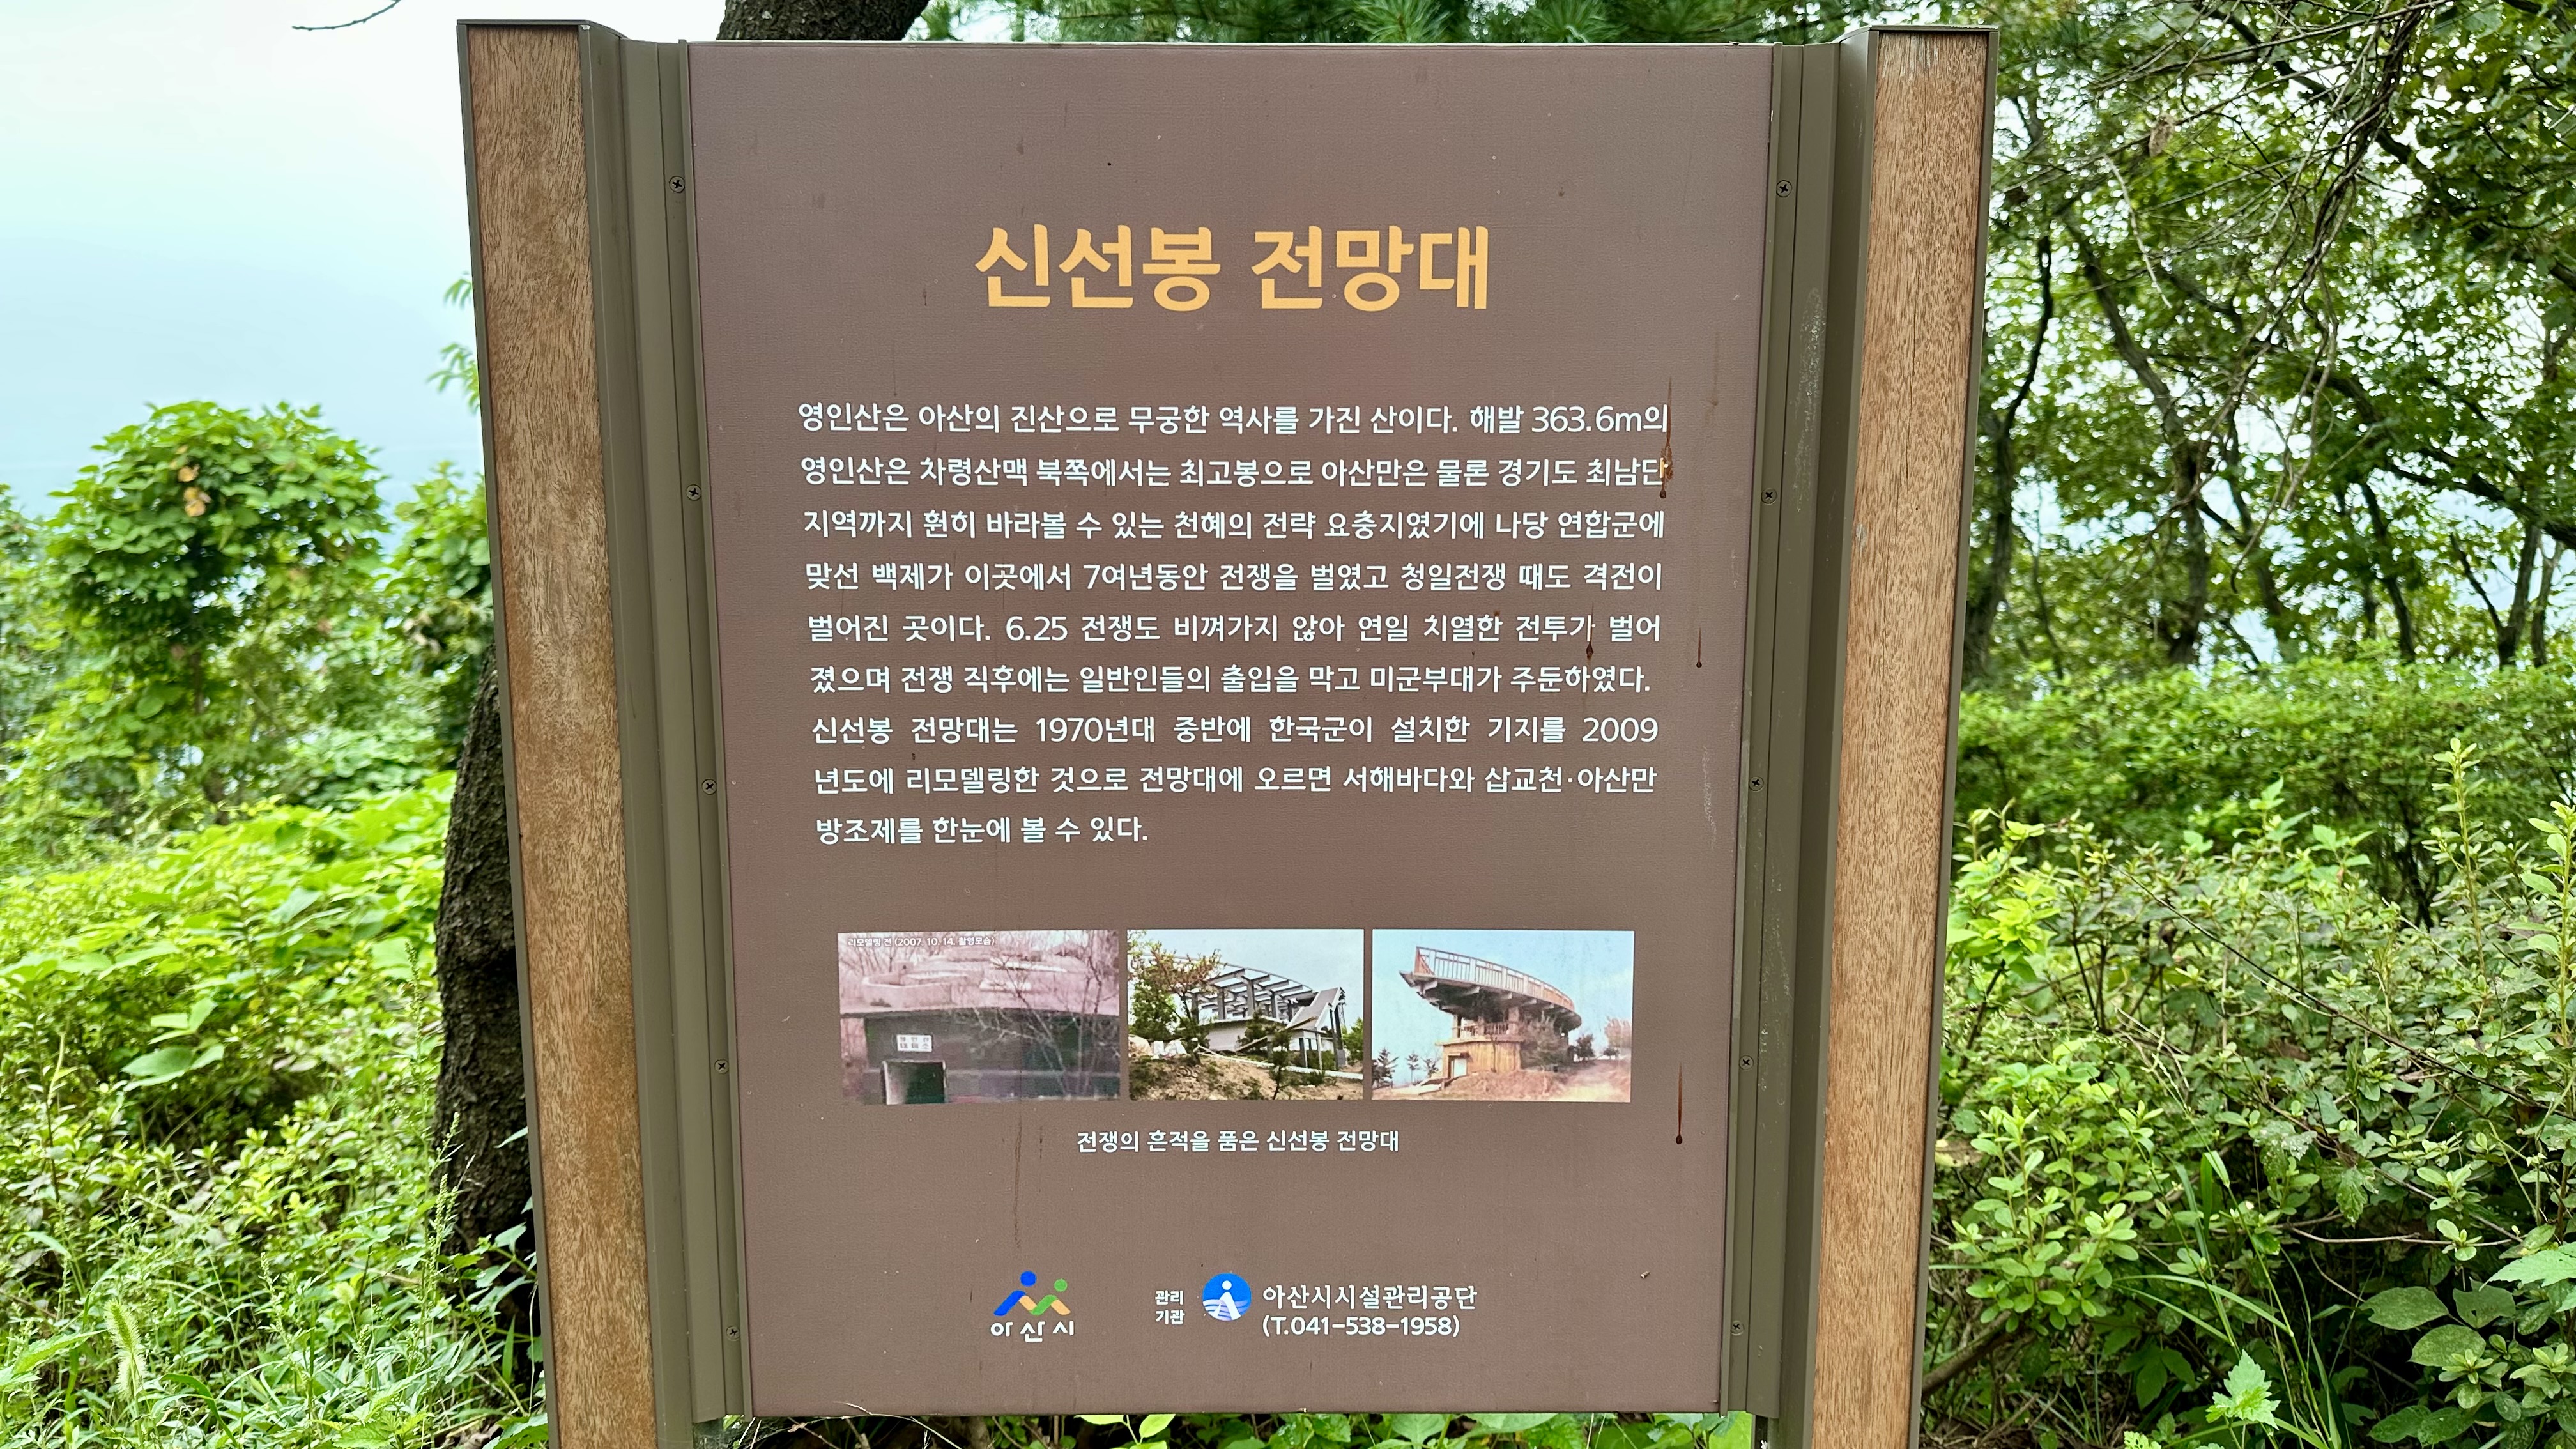 신선봉 전망대
영인산은 아산의 진산으로 무궁한 역사를 가진 산이다. 해발 363.6m의
영인산은 차령산맥 북쪽에서는 최고봉으로 아산만은 물론 경기도 최남단
지역까지 훤히 바라볼 수 있는 천혜의 전략 요충지였기에 나당 연합군에
맞선 백제가 이곳에서 7여년동안 전쟁을 벌였고 청일전쟁 때도 격전이
벌어진 곳이다. 6.25 전쟁도 비껴가지 않아 연일 치열한 전투가 벌어
졌으며 전쟁 직후에는 일반인들의 출입을 막고 미군부대가 주둔하였다.
신선봉 전망대는 1970년대 중반에 한국군이 설치한 기지를 2009
년도에 리모델링한 것으로 전망대에 오르면 서해바다와 삽교천·아산만
방조제를 한눈에 볼 수 있다.
리모델링 전 (2007. 10. 14. 촬영모습)
전쟁의 흔적을 품은 신선봉 전망대
아산시
관리
기관
아산시시설관리공단
(T.041-538-1958)